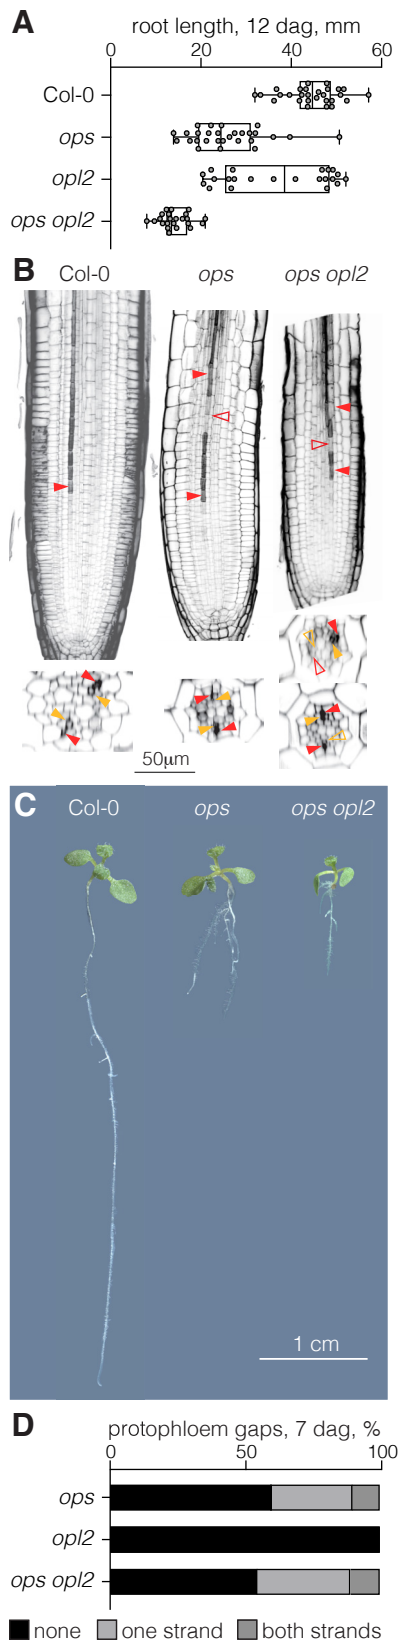 A
root length, 12 dag, mm
0 20 40 60
Col-0
ops
opl2
ops opl2
B
Col-0 ops ops opl2
50μm
C
Col-0 ops ops opl2
1 cm
D
protophloem gaps, 7 dag, %
0 50 100
ops
opl2
ops opl2
none one strand both strands